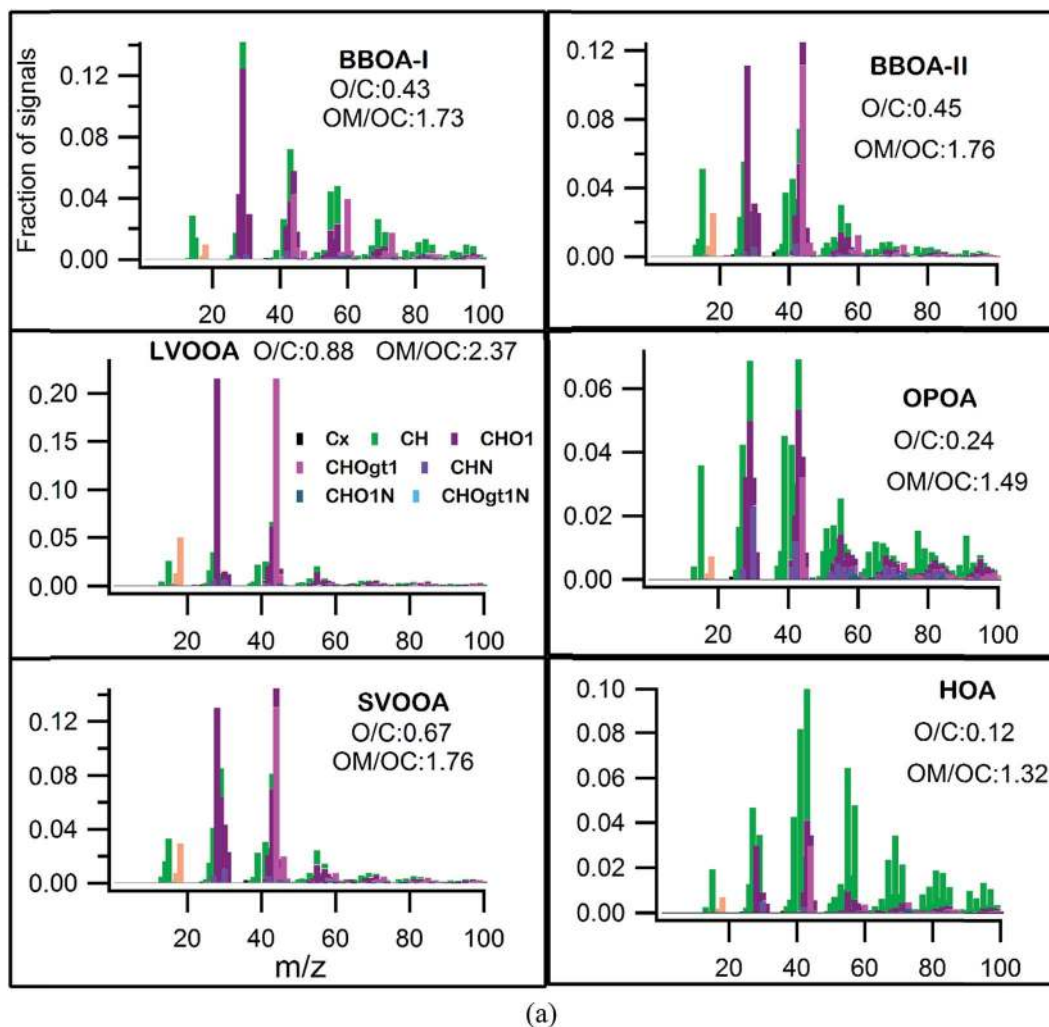 Fraction of signals
0.12
0.08
0.04
0.00
BBOA-I
O/C:0.43
OM/OC:1.73
20 40 60 80 100
0.12
0.08
0.04
0.00
BBOA-II
O/C:0.45
OM/OC:1.76
20 40 60 80 100
LVOOA O/C:0.88 OM/OC:2.37
0.20
0.15
0.10
0.05
0.00
Cx CH CHO1
CHOgt1 CHN
CHO1N CHOgt1N
20 40 60 80 100
0.06
0.04
0.02
0.00
OPOA
O/C:0.24
OM/OC:1.49
20 40 60 80 100
0.12
0.08
0.04
0.00
SVOOA
O/C:0.67
OM/OC:1.76
20 40 60 80 100
m/z
0.10
0.08
0.06
0.04
0.02
0.00
HOA
O/C:0.12
OM/OC:1.32
20 40 60 80 100
(a)